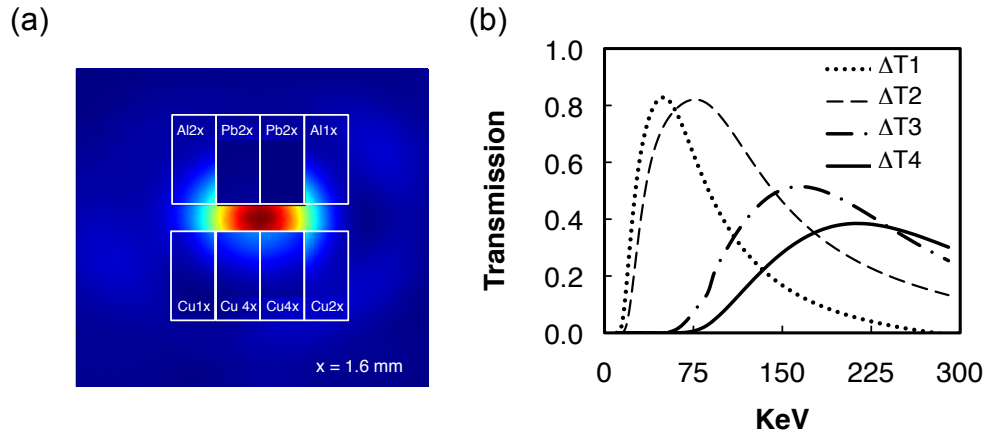 (a)
Al2x Pb2x Pb2x Al1x
Cu1x Cu 4x Cu4x Cu2x
x = 1.6 mm
(b)
Transmission
1.0
0.8
0.6
0.4
0.2
0.0
0 75 150 225 300
KeV
ΔT1
ΔT2
ΔT3
ΔT4